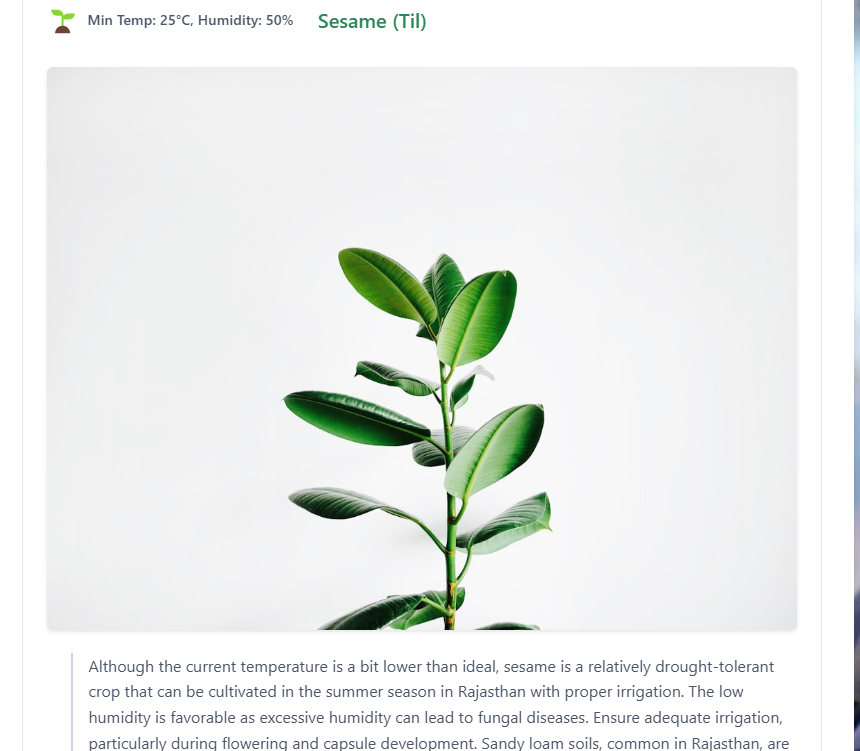 Min Temp: 25°C, Humidity: 50%
Sesame (Til)
Although the current temperature is a bit lower than ideal, sesame is a relatively drought-tolerant
crop that can be cultivated in the summer season in Rajasthan with proper irrigation. The low
humidity is favorable as excessive humidity can lead to fungal diseases. Ensure adequate irrigation,
particularly during flowering and capsule development. Sandy loam soils, common in Rajasthan, are